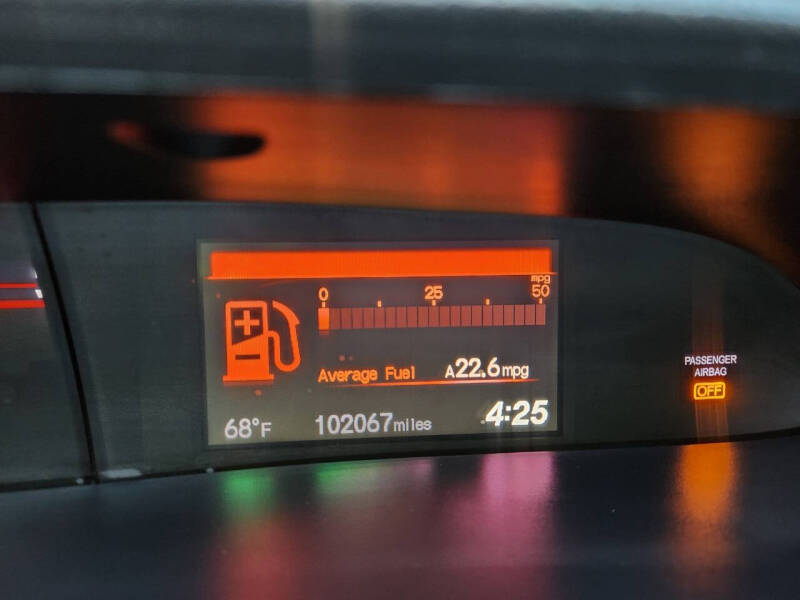 mpg
0 25 50
Average Fuel A22.6mpg
68°F 102067miles 4:25
PASSENGER
AIRBAG
OFF